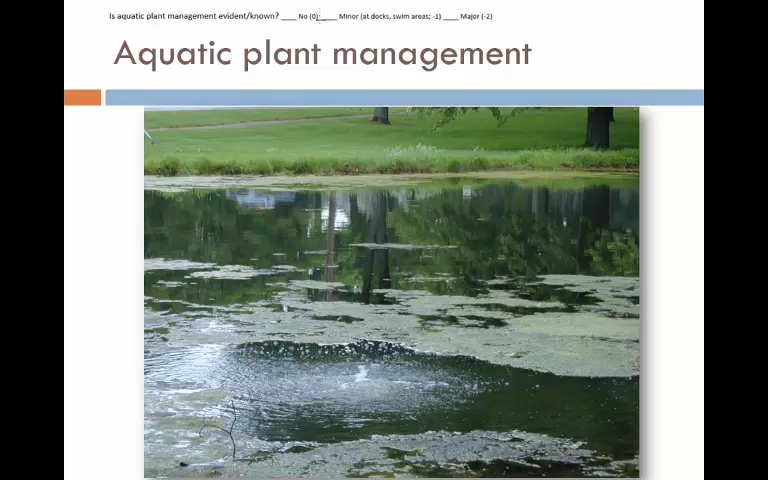 Is aquatic plant management evident/known? ____ No (0) ____ Minor (at docks, swim areas; -1) ____ Major (-2)
Aquatic plant management